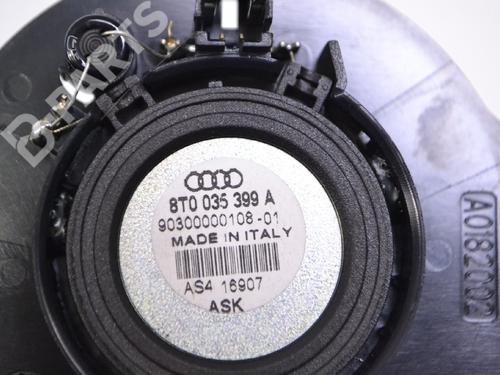 D-PARTS
8T0 035 399 A
90300000108-01
MADE IN ITALY
AS4 16907
ASK
A0182002